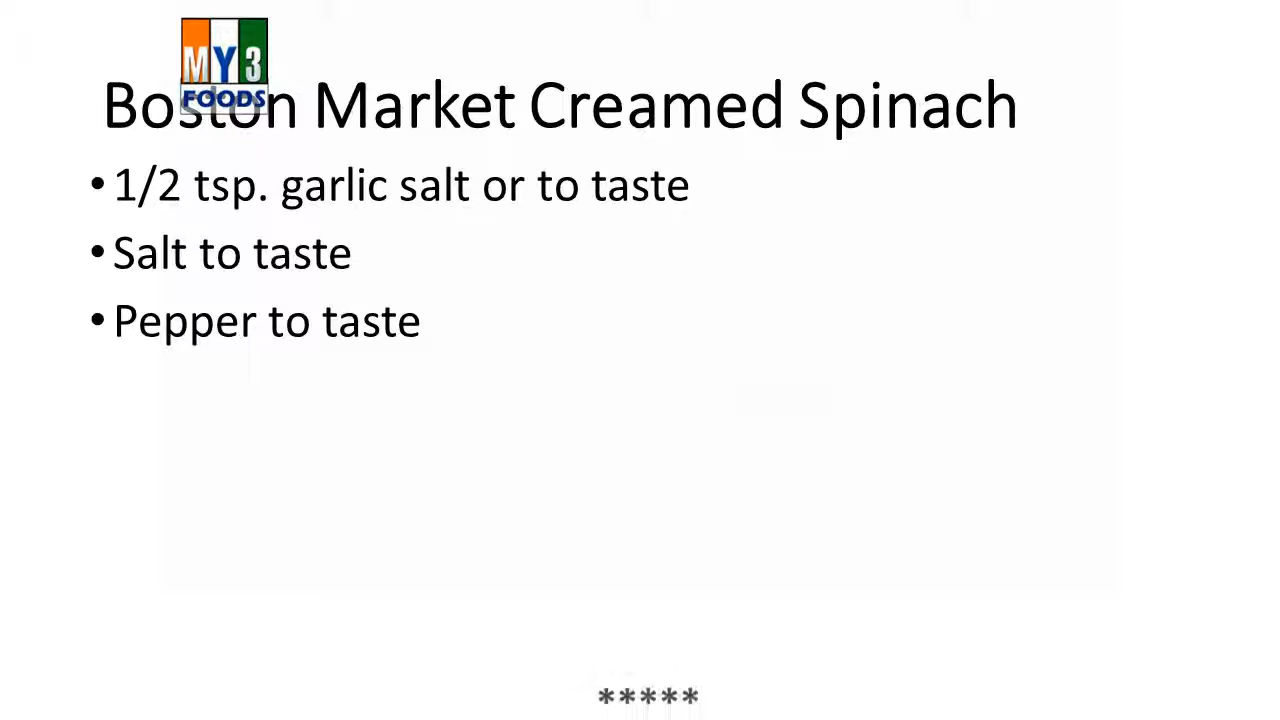 MY3
FOODS
Boston Market Creamed Spinach
•1/2 tsp. garlic salt or to taste
•Salt to taste
•Pepper to taste
*****